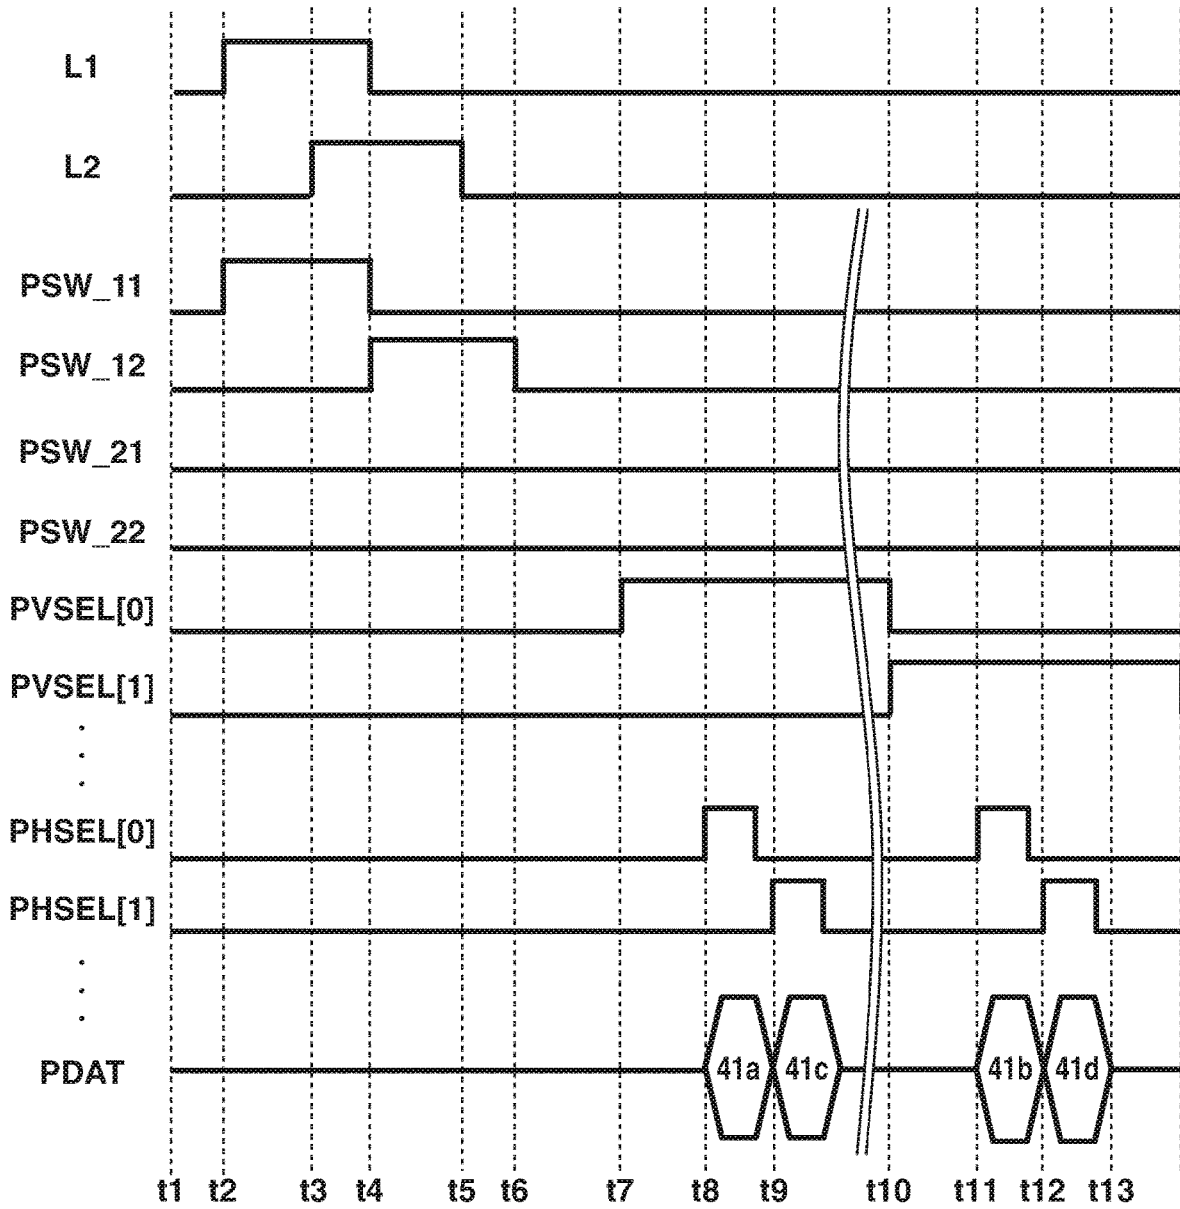 L1
L2
PSW_11
PSW_12
PSW_21
PSW_22
PVSEL[0]
PVSEL[1]
PHSEL[0]
PHSEL[1]
PDAT
41a 41c 41b 41d
t1 t2 t3 t4 t5 t6 t7 t8 t9 t10 t11 t12 t13